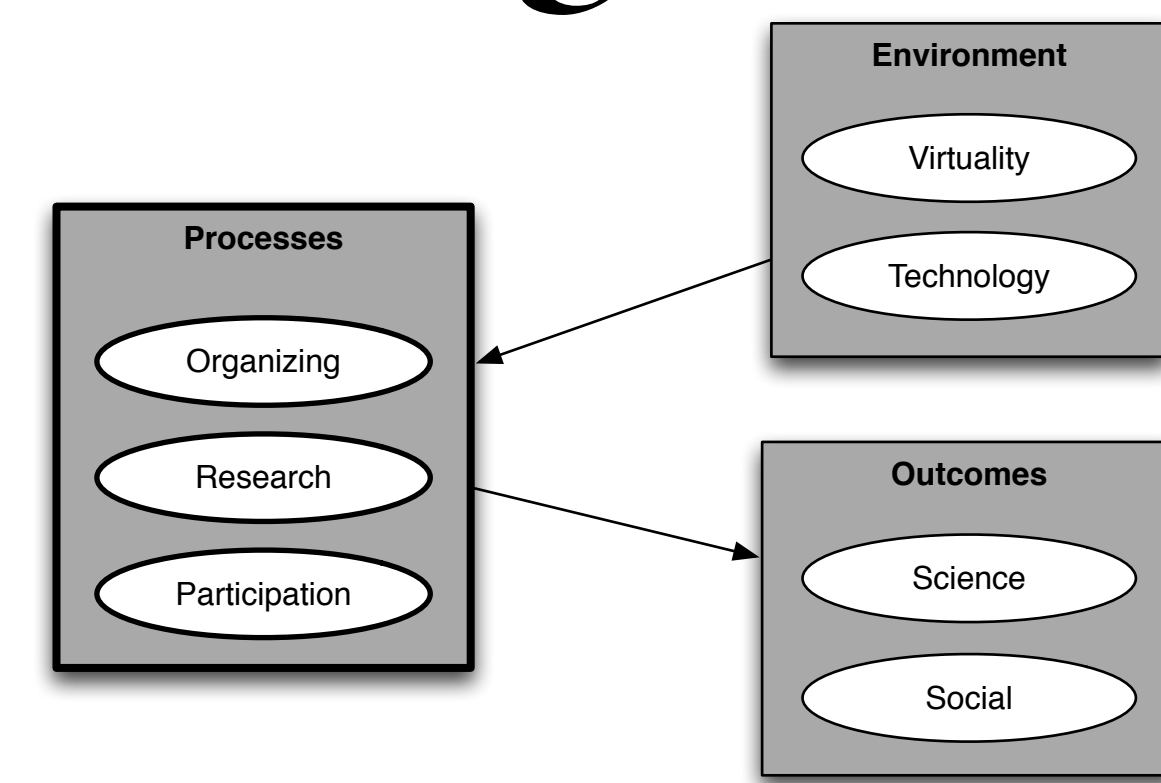 Environment
Virtuality
Technology
Processes
Organizing
Research
Participation
Outcomes
Science
Social